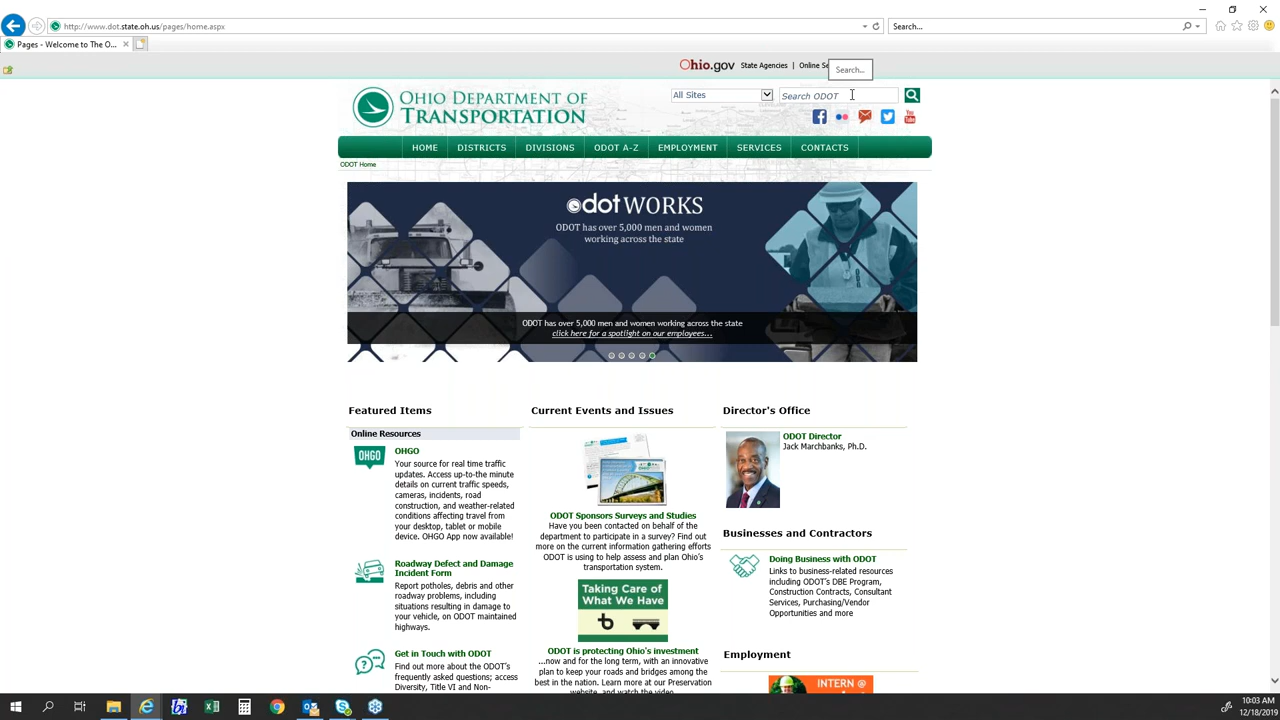 http://www.dot.state.oh.us/pages/home.aspx
Search...
Pages - Welcome to The O...
Ohio.gov State Agencies | Online Se
Search...
OHIO DEPARTMENT OF
TRANSPORTATION
All Sites
Search ODOT
HOME DISTRICTS DIVISIONS ODOT A-Z EMPLOYMENT SERVICES CONTACTS
ODOT Home
odot WORKS
ODOT has over 5,000 men and women
working across the state
ODOT has over 5,000 men and women working across the state
click here for a spotlight on our employees...
Featured Items
Online Resources
OHGO
OHGO
Your source for real time traffic
updates. Access up-to-the minute
details on current traffic speeds,
cameras, incidents, road
construction, and weather-related
conditions affecting travel from
your desktop, tablet or mobile
device. OHGO App now available!
Roadway Defect and Damage
Incident Form
Report potholes, debris and other
roadway problems, including
situations resulting in damage to
your vehicle, on ODOT maintained
highways.
Get in Touch with ODOT
Find out more about the ODOT's
frequently asked questions; access
Diversity, Title VI and Non-
Current Events and Issues
ODOT Sponsors Surveys and Studies
Have you been contacted on behalf of the
department to participate in a survey? Find out
more on the current information gathering efforts
ODOT is using to help assess and plan Ohio's
transportation system.
Taking Care of
What We Have
ODOT is protecting Ohio's investment
...now and for the long term, with an innovative
plan to keep your roads and bridges among the
best in the nation. Learn more at our Preservation
website, and watch the video.
Director's Office
ODOT Director
Jack Marchbanks, Ph.D.
Businesses and Contractors
Doing Business with ODOT
Links to business-related resources
including ODOT's DBE Program,
Construction Contracts, Consultant
Services, Purchasing/Vendor
Opportunities and more
Employment
INTERN @
10:03 AM
12/18/2019